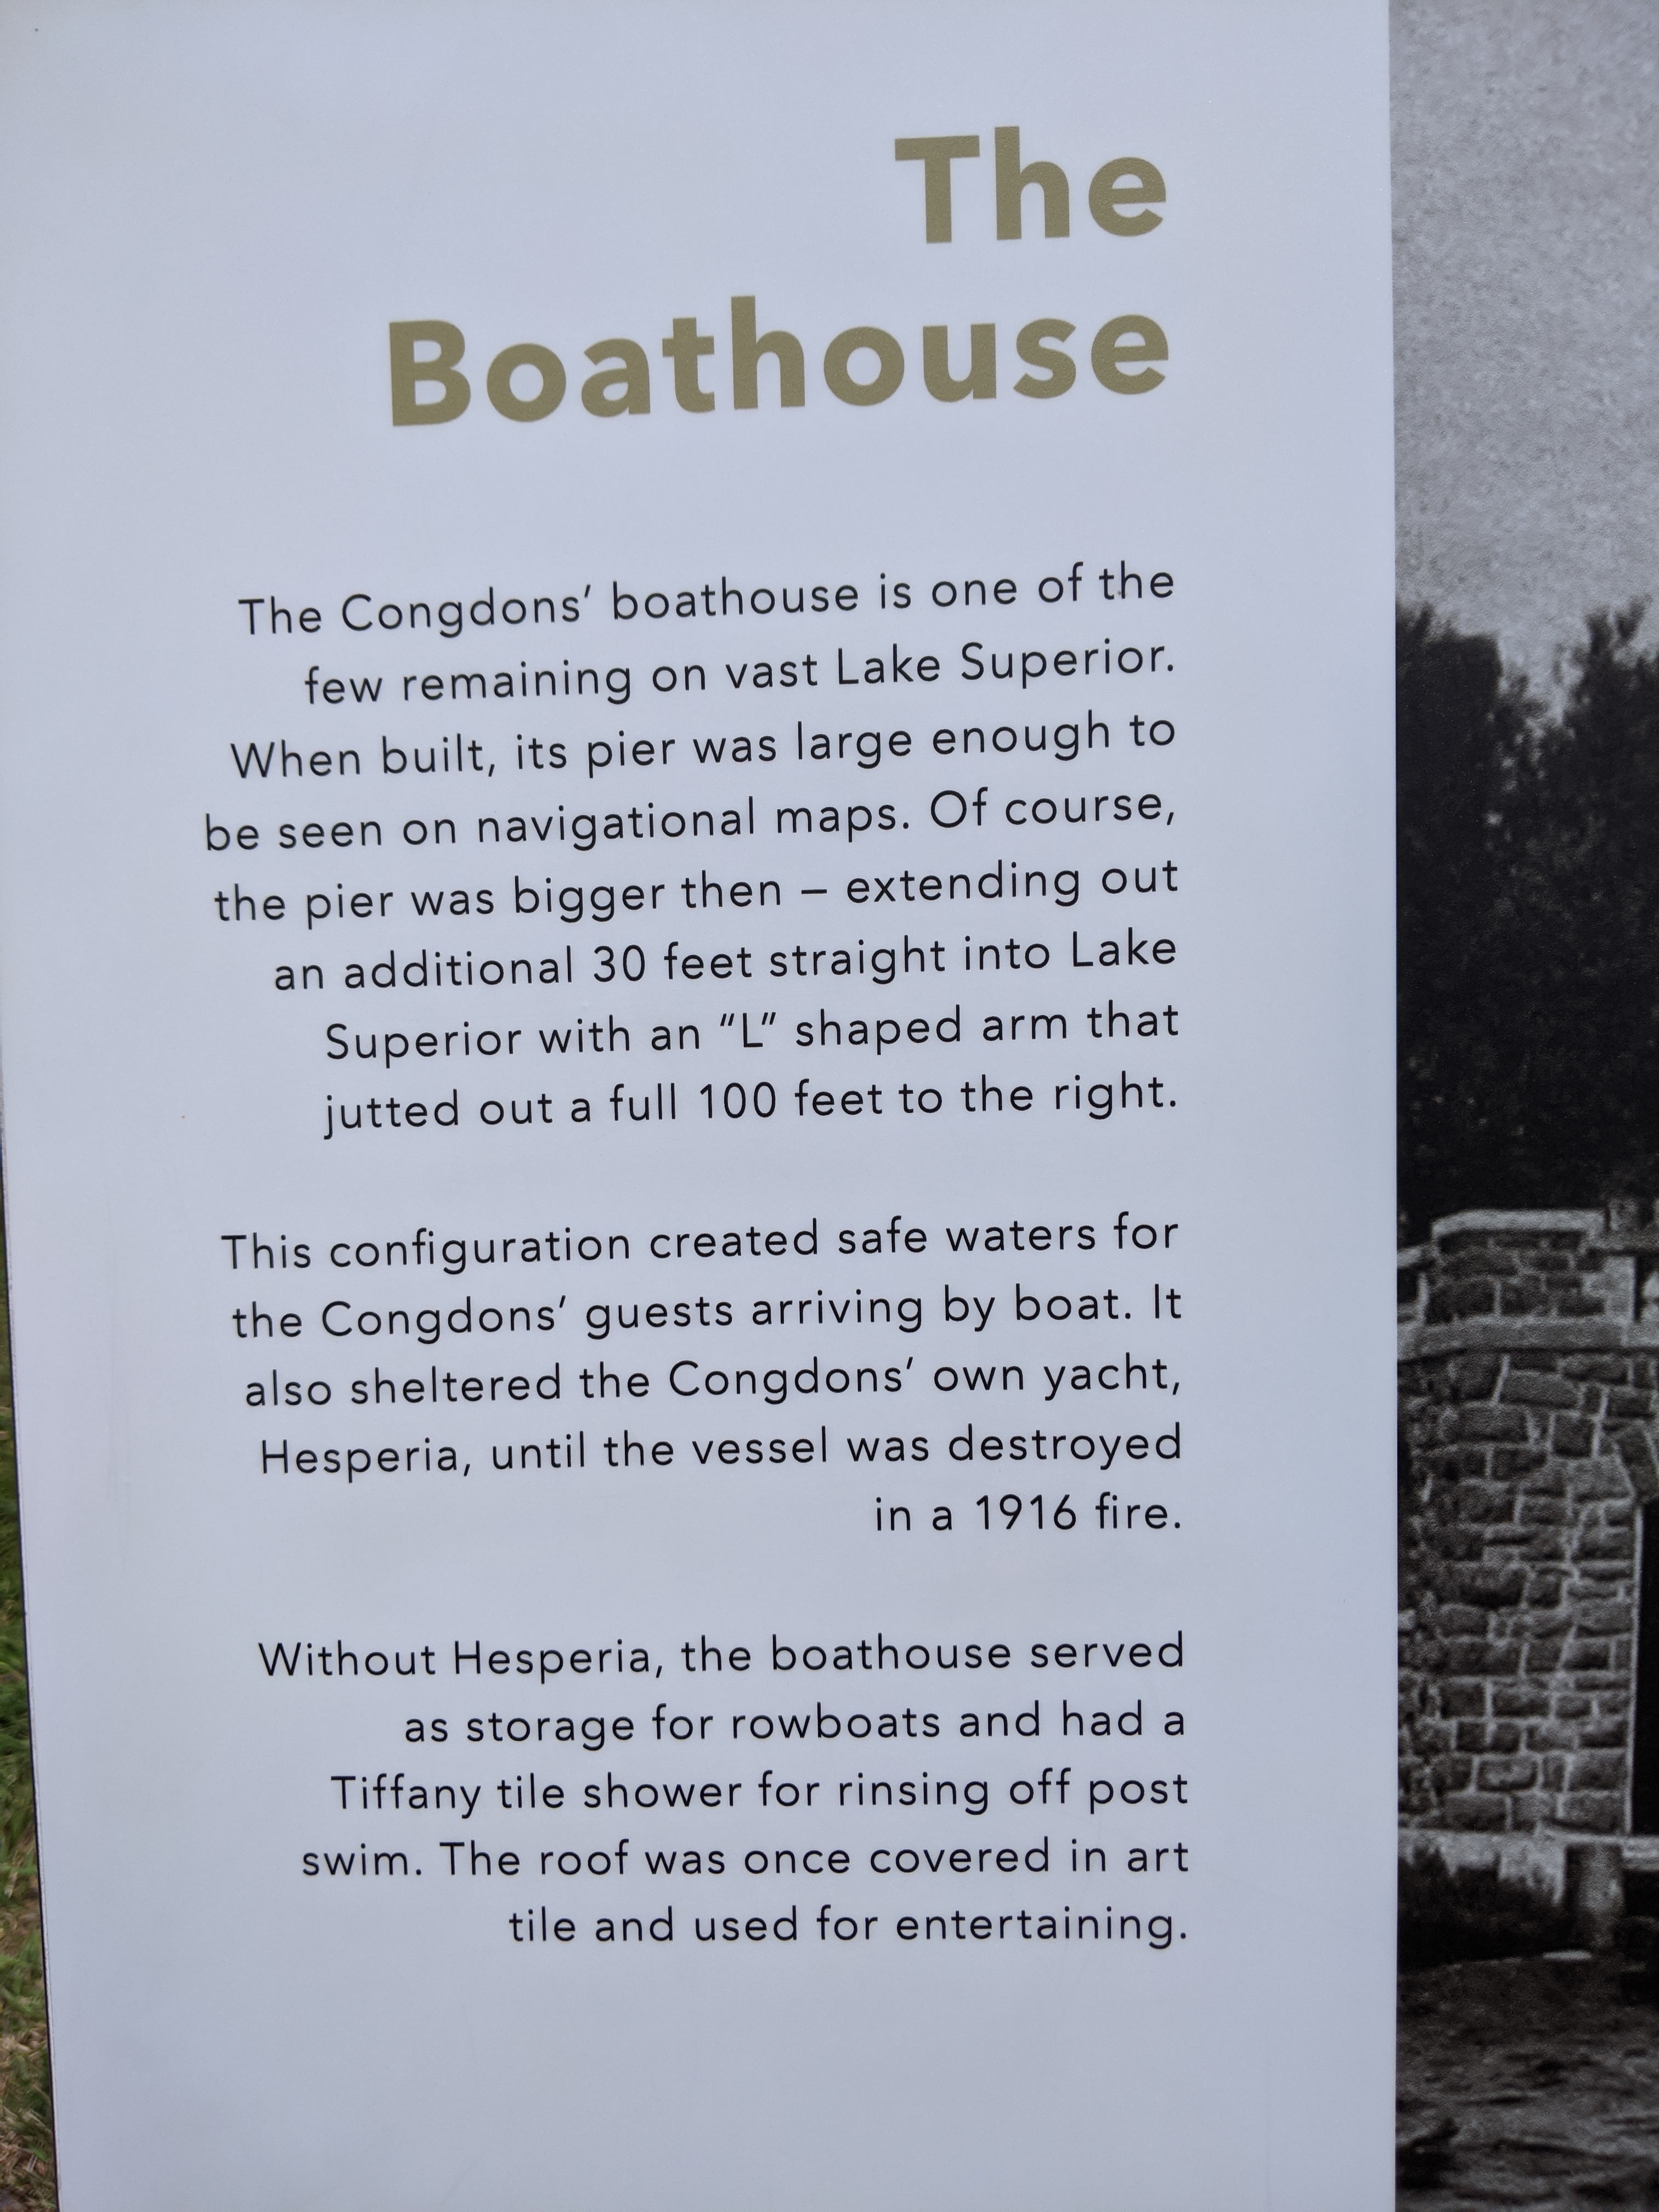 The
Boathouse
The Congdons’ boathouse is one of the
few remaining on vast Lake Superior.
When built, its pier was large enough to
be seen on navigational maps. Of course,
the pier was bigger then – extending out
an additional 30 feet straight into Lake
Superior with an "L" shaped arm that
jutted out a full 100 feet to the right.
This configuration created safe waters for
the Congdons’ guests arriving by boat. It
also sheltered the Congdons’ own yacht,
Hesperia, until the vessel was destroyed
in a 1916 fire.
Without Hesperia, the boathouse served
as storage for rowboats and had a
Tiffany tile shower for rinsing off post
swim. The roof was once covered in art
tile and used for entertaining.